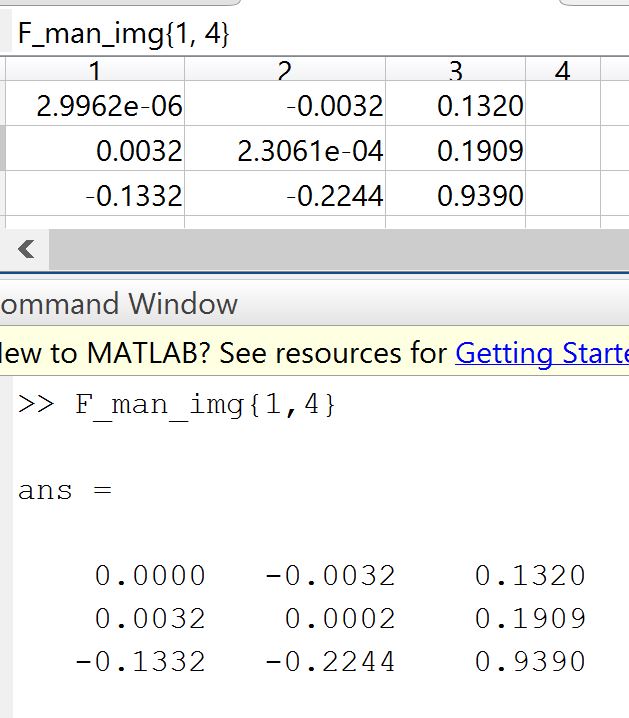 F_man_img{1, 4}
1 2 3 4
2.9962e-06 -0.0032 0.1320
0.0032 2.3061e-04 0.1909
-0.1332 -0.2244 0.9390
ommand Window
lew to MATLAB? See resources for Getting Starte
>> F_man_img{1,4}
ans =
0.0000 -0.0032 0.1320
0.0032 0.0002 0.1909
-0.1332 -0.2244 0.9390